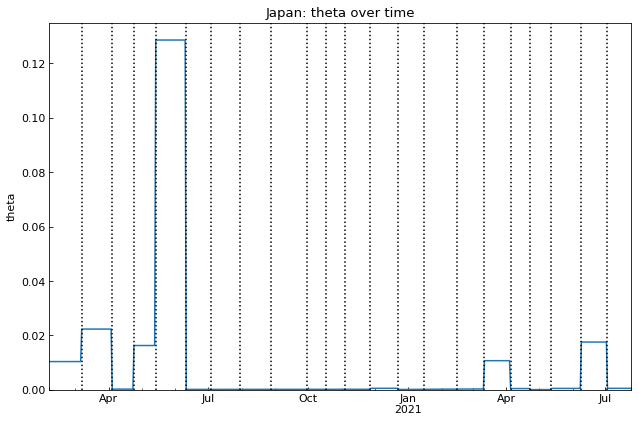 Japan: theta over time
theta
0.12
0.10
0.08
0.06
0.04
0.02
0.00
Apr
Jul
Oct
Jan
2021
Apr
Jul